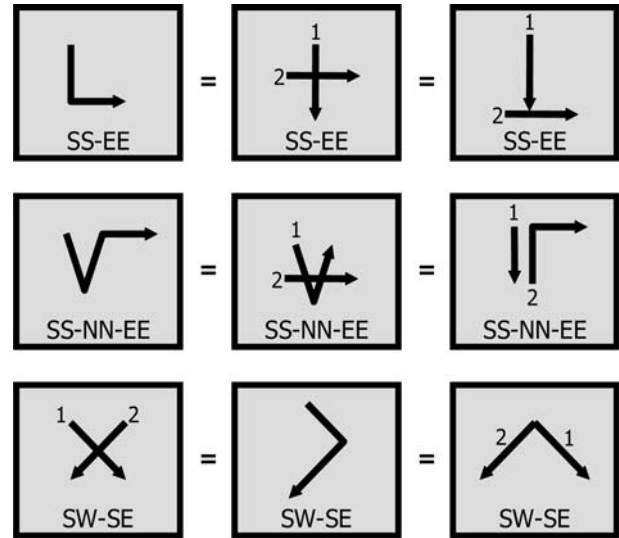 =
1
2
=
SS-EE
SS-EE
SS-EE
1
2
=
1
2
=
1
2
SS-NN-EE
SS-NN-EE
SS-NN-EE
1
2
=
=
2
1
SW-SE
SW-SE
SW-SE